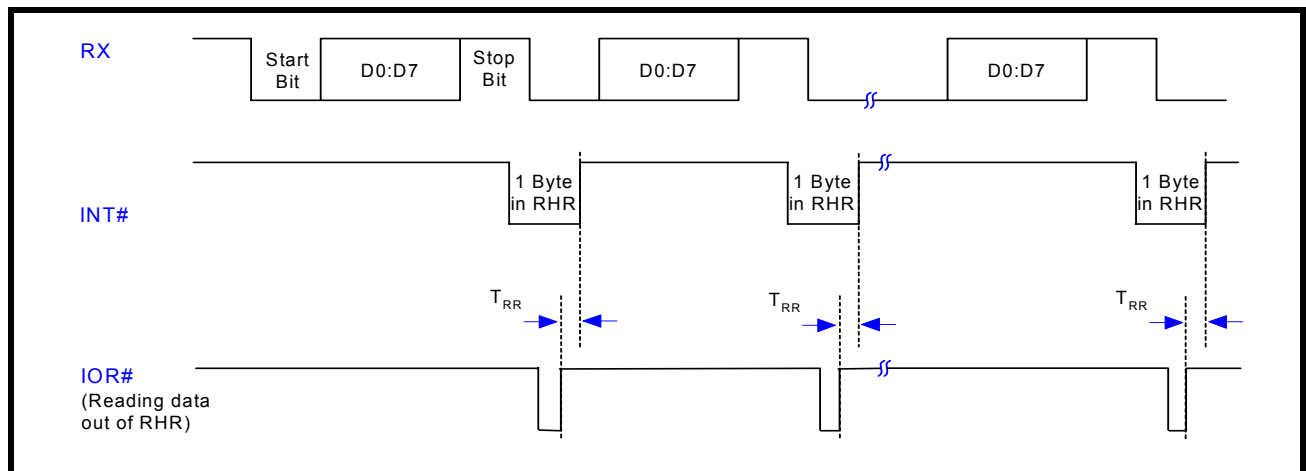 RX
Start
Bit
D0:D7
Stop
Bit
D0:D7
D0:D7
INT#
1 Byte
in RHR
1 Byte
in RHR
1 Byte
in RHR
TRR
TRR
TRR
IOR#
(Reading data
out of RHR)